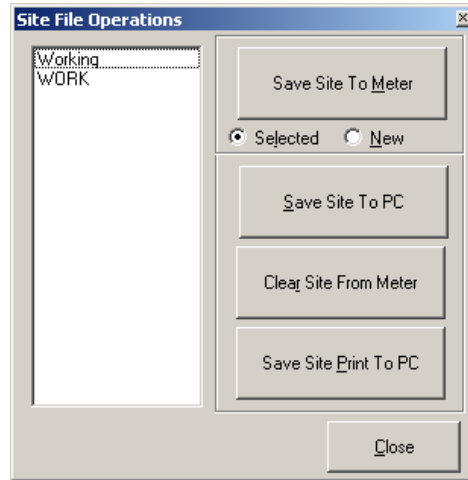 Site File Operations
Working
WORK
Save Site To Meter
Selected
New
Save Site To PC
Clear Site From Meter
Save Site Print To PC
Close